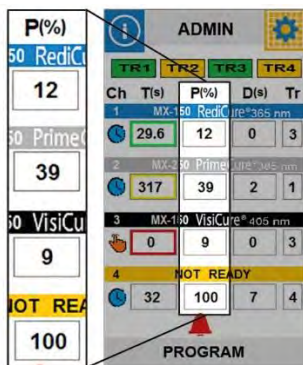 P(%)
50 RediCu
12
50 PrimeC
39
50 VisiCu
9
NOT REA
100
ADMIN
TR1 TR2 TR3 TR4
Ch T(s) P(%) D(s) Tr
1 MX-150 RediCure® 365 nm
29.6 12 0 3
2 MX-250 PrimeCure® 385 nm
317 39 2 1
3 MX-150 VisiCure® 405 nm
0 9 0 3
4 NOT READY
32 100 7 4
PROGRAM